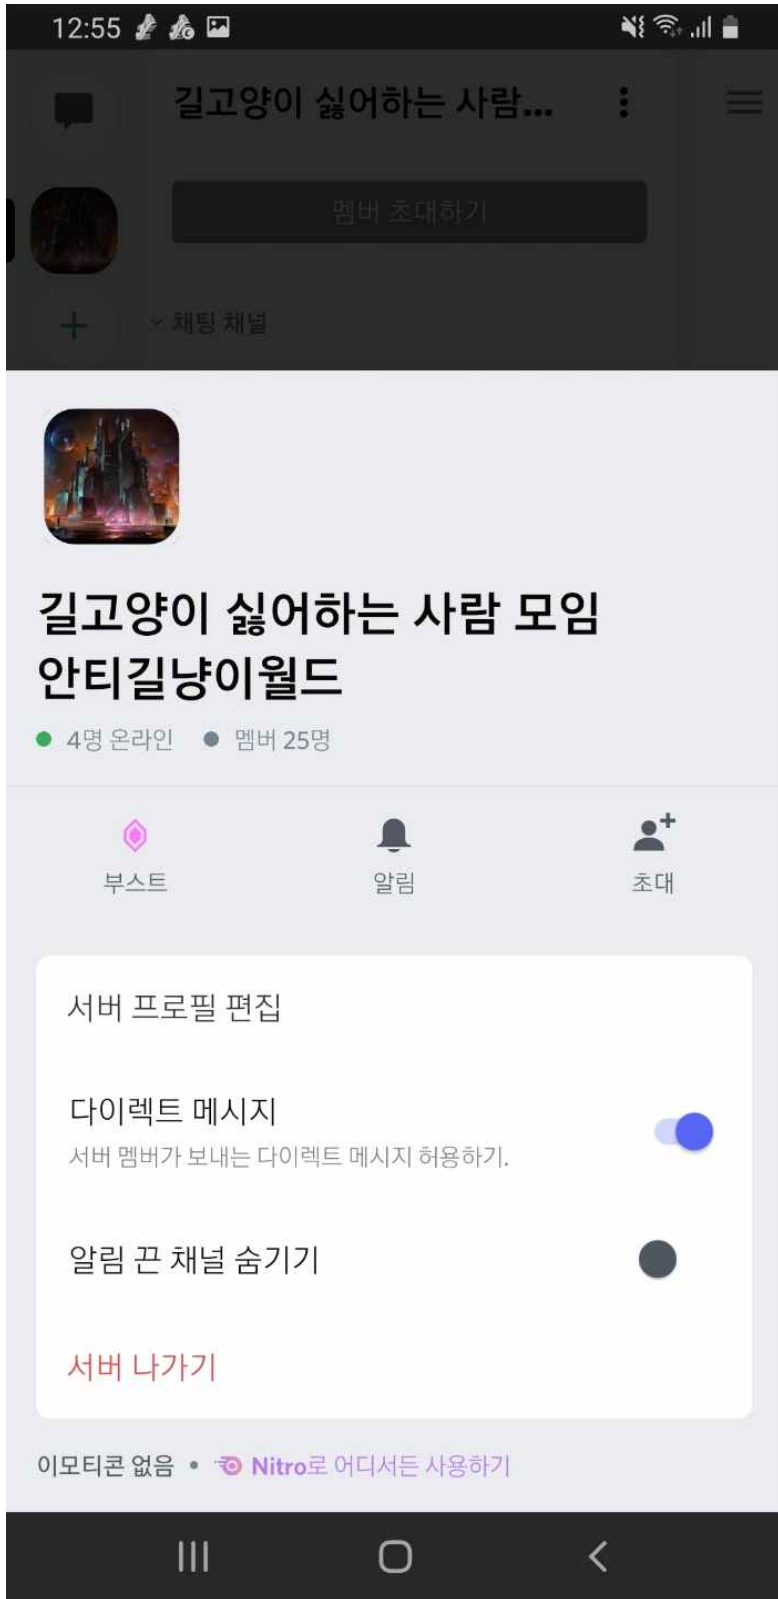 12:55
길고양이 싫어하는 사람...
멤버 초대하기
채팅 채널
길고양이 싫어하는 사람 모임
안티길냥이월드
4명 온라인 멤버 25명
부스트 알림 초대
서버 프로필 편집
다이렉트 메시지
서버 멤버가 보내는 다이렉트 메시지 허용하기.
알림 끈 채널 숨기기
서버 나가기
이모티콘 없음 • Nitro로 어디서든 사용하기